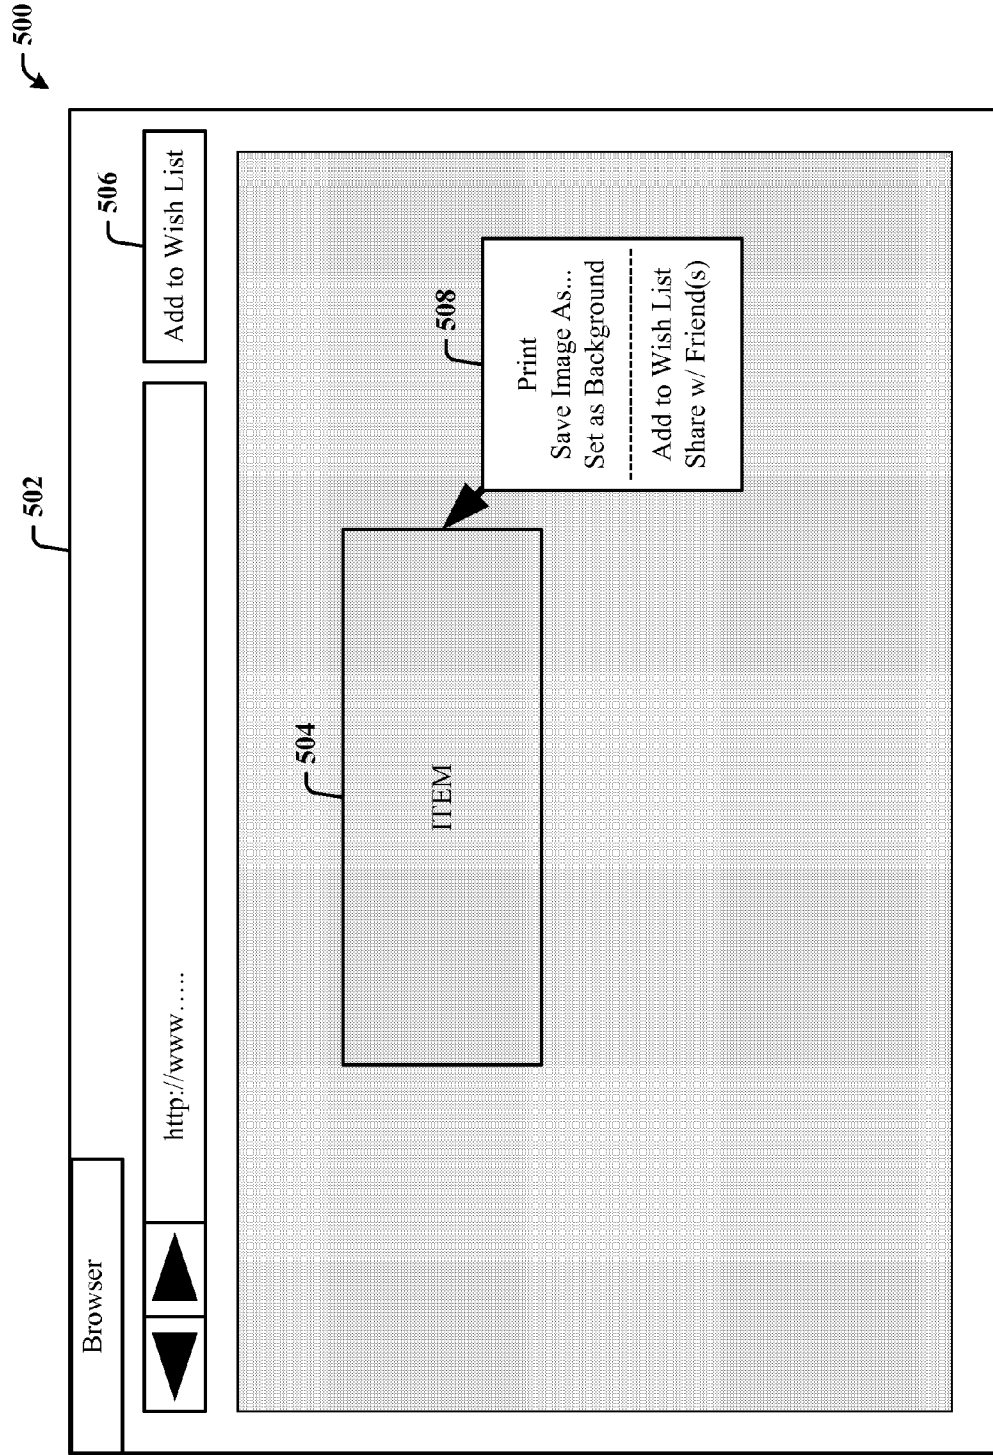 500
502
Browser
506
http://www.....
Add to Wish List
504
ITEM
508
Print
Save Image As...
Set as Background
Add to Wish List
Share w/ Friend(s)